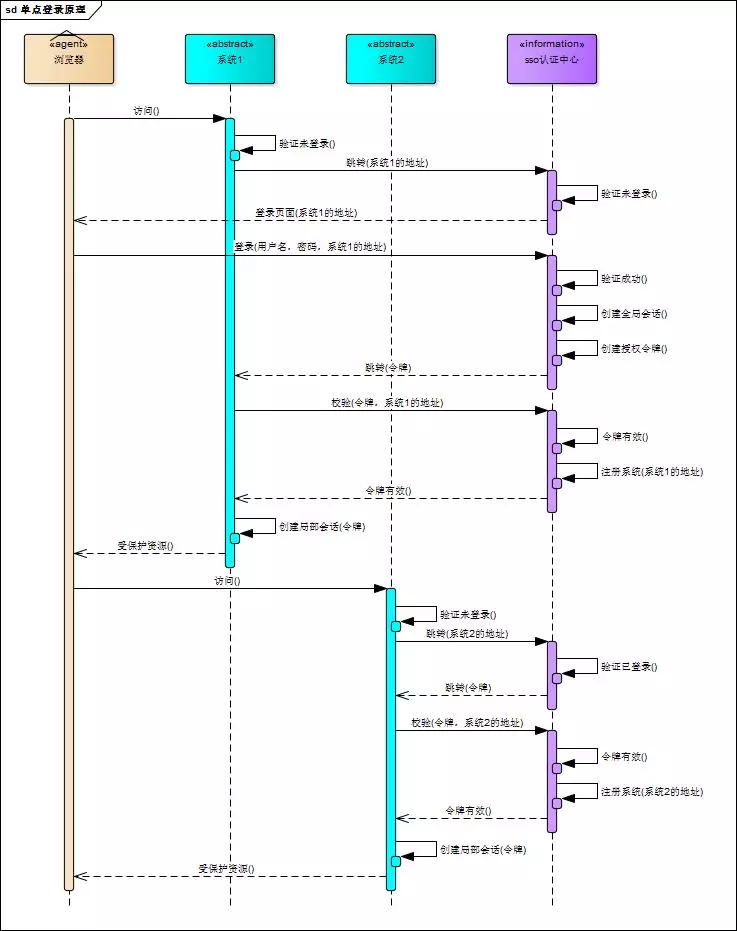 sd 单点登录原理
«agent»
浏览器
«abstract»
系统1
«abstract»
系统2
«information»
sso认证中心
访问()
验证未登录()
跳转(系统1的地址)
验证未登录()
登录页面(系统1的地址)
登录(用户名，密码，系统1的地址)
验证成功()
创建全局会话()
创建授权令牌()
跳转(令牌)
校验(令牌，系统1的地址)
令牌有效()
注册系统(系统1的地址)
令牌有效()
创建局部会话(令牌)
受保护资源()
访问()
验证未登录()
跳转(系统2的地址)
验证已登录()
跳转(令牌)
校验(令牌，系统2的地址)
令牌有效()
注册系统(系统2的地址)
令牌有效()
创建局部会话(令牌)
受保护资源()